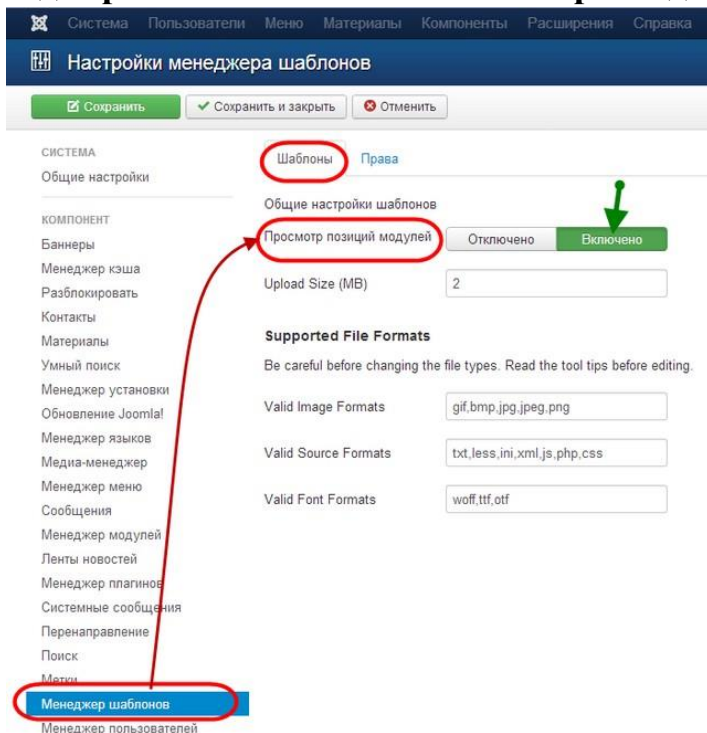 Система Пользователи Меню Материалы Компоненты Расширения Справка
Настройки менеджера шаблонов
Сохранить Сохранить и закрыть Отменить
СИСТЕМА
Общие настройки
КОМПОНЕНТ
Баннеры
Менеджер кэша
Разблокировать
Контакты
Материалы
Умный поиск
Менеджер установки
Обновление Joomla!
Менеджер языков
Медиа-менеджер
Менеджер меню
Сообщения
Менеджер модулей
Ленты новостей
Менеджер плагинов
Системные сообщения
Перенаправление
Поиск
Метки
Менеджер шаблонов
Менеджер пользователей
Шаблоны Права
Общие настройки шаблонов
Просмотр позиций модулей Отключено Включено
Upload Size (MB) 2
Supported File Formats
Be careful before changing the file types. Read the tool tips before editing.
Valid Image Formats gif,bmp,jpg,jpeg,png
Valid Source Formats txt,less,ini,xml,js,php,css
Valid Font Formats woff,ttf,otf